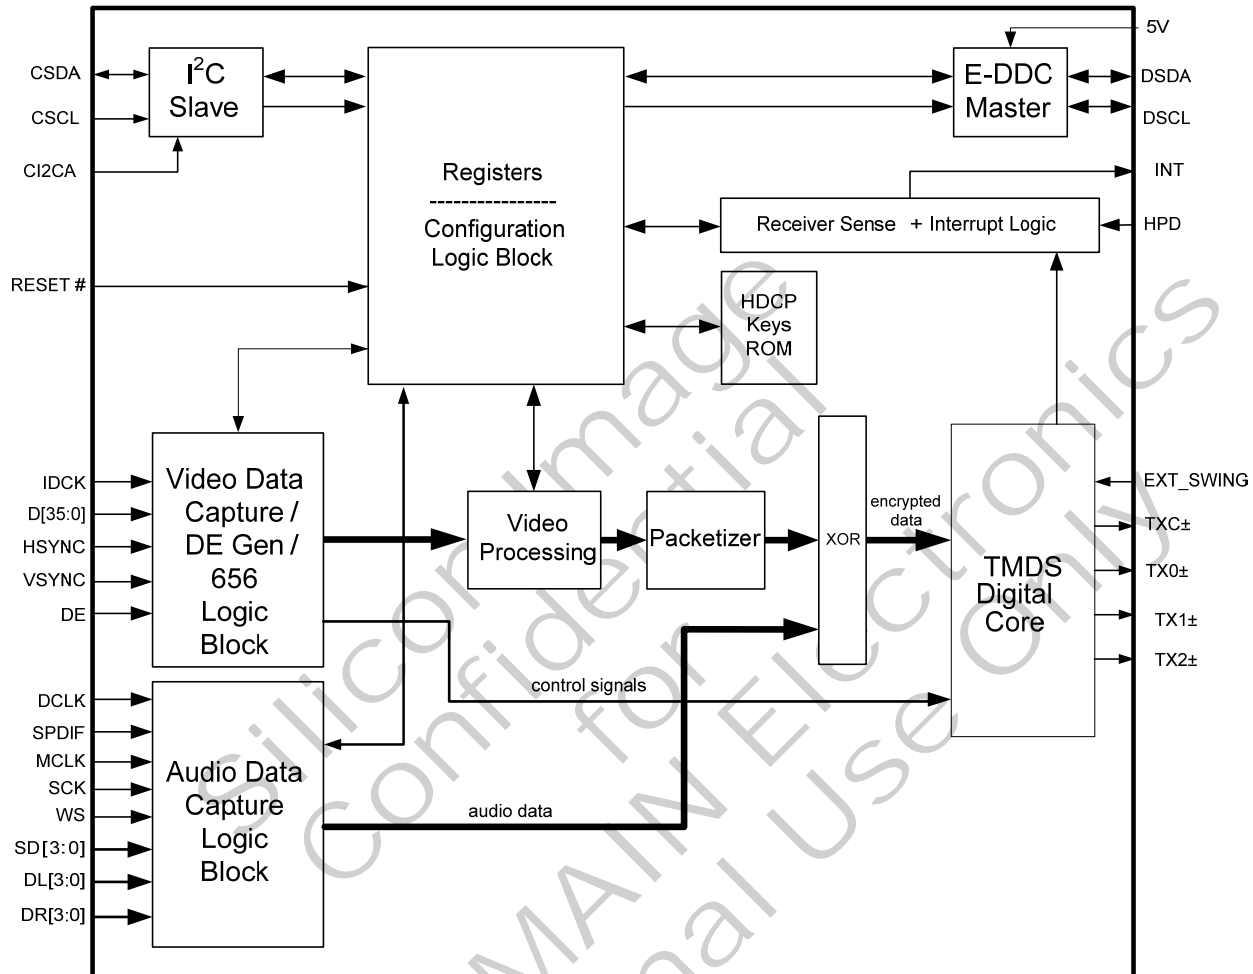 5V
CSDA
I2C
Slave
E-DDC
Master
DSDA
CSCL
DSCL
CI2CA
INT
Registers
----------------
Configuration
Logic Block
Receiver Sense + Interrupt Logic
HPD
RESET #
HDCP
Keys
ROM
IDCK
D[35:0]
HSYNC
VSYNC
DE
Video Data
Capture /
DE Gen /
656
Logic
Block
Video
Processing
Packetizer
XOR
encrypted
data
TMDS
Digital
Core
EXT_SWING
TXC±
TX0±
TX1±
TX2±
control signals
DCLK
SPDIF
MCLK
SCK
WS
SD[3:0]
DL[3:0]
DR[3:0]
Audio Data
Capture
Logic
Block
audio data
Silicon Image
Confidential
for
MAIN Electronics
nal Use Only